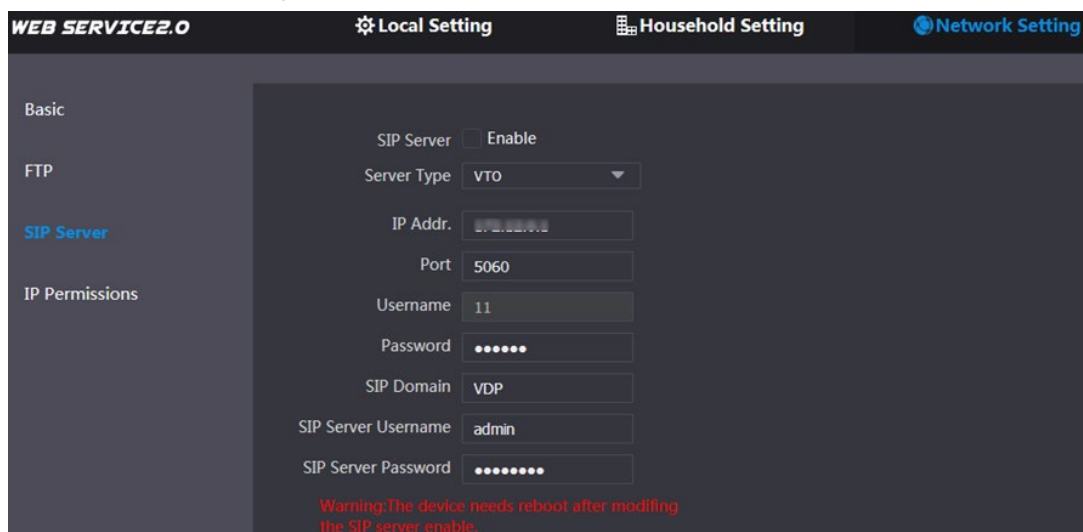 WEB SERVICE2.0
Local Setting
Household Setting
Network Setting
Basic
FTP
SIP Server
IP Permissions
SIP Server Enable
Server Type VTO
IP Addr.
Port 5060
Username 11
Password ••••••
SIP Domain VDP
SIP Server Username admin
SIP Server Password ••••••••
Warning:The device needs reboot after modifing
the SIP server enable.